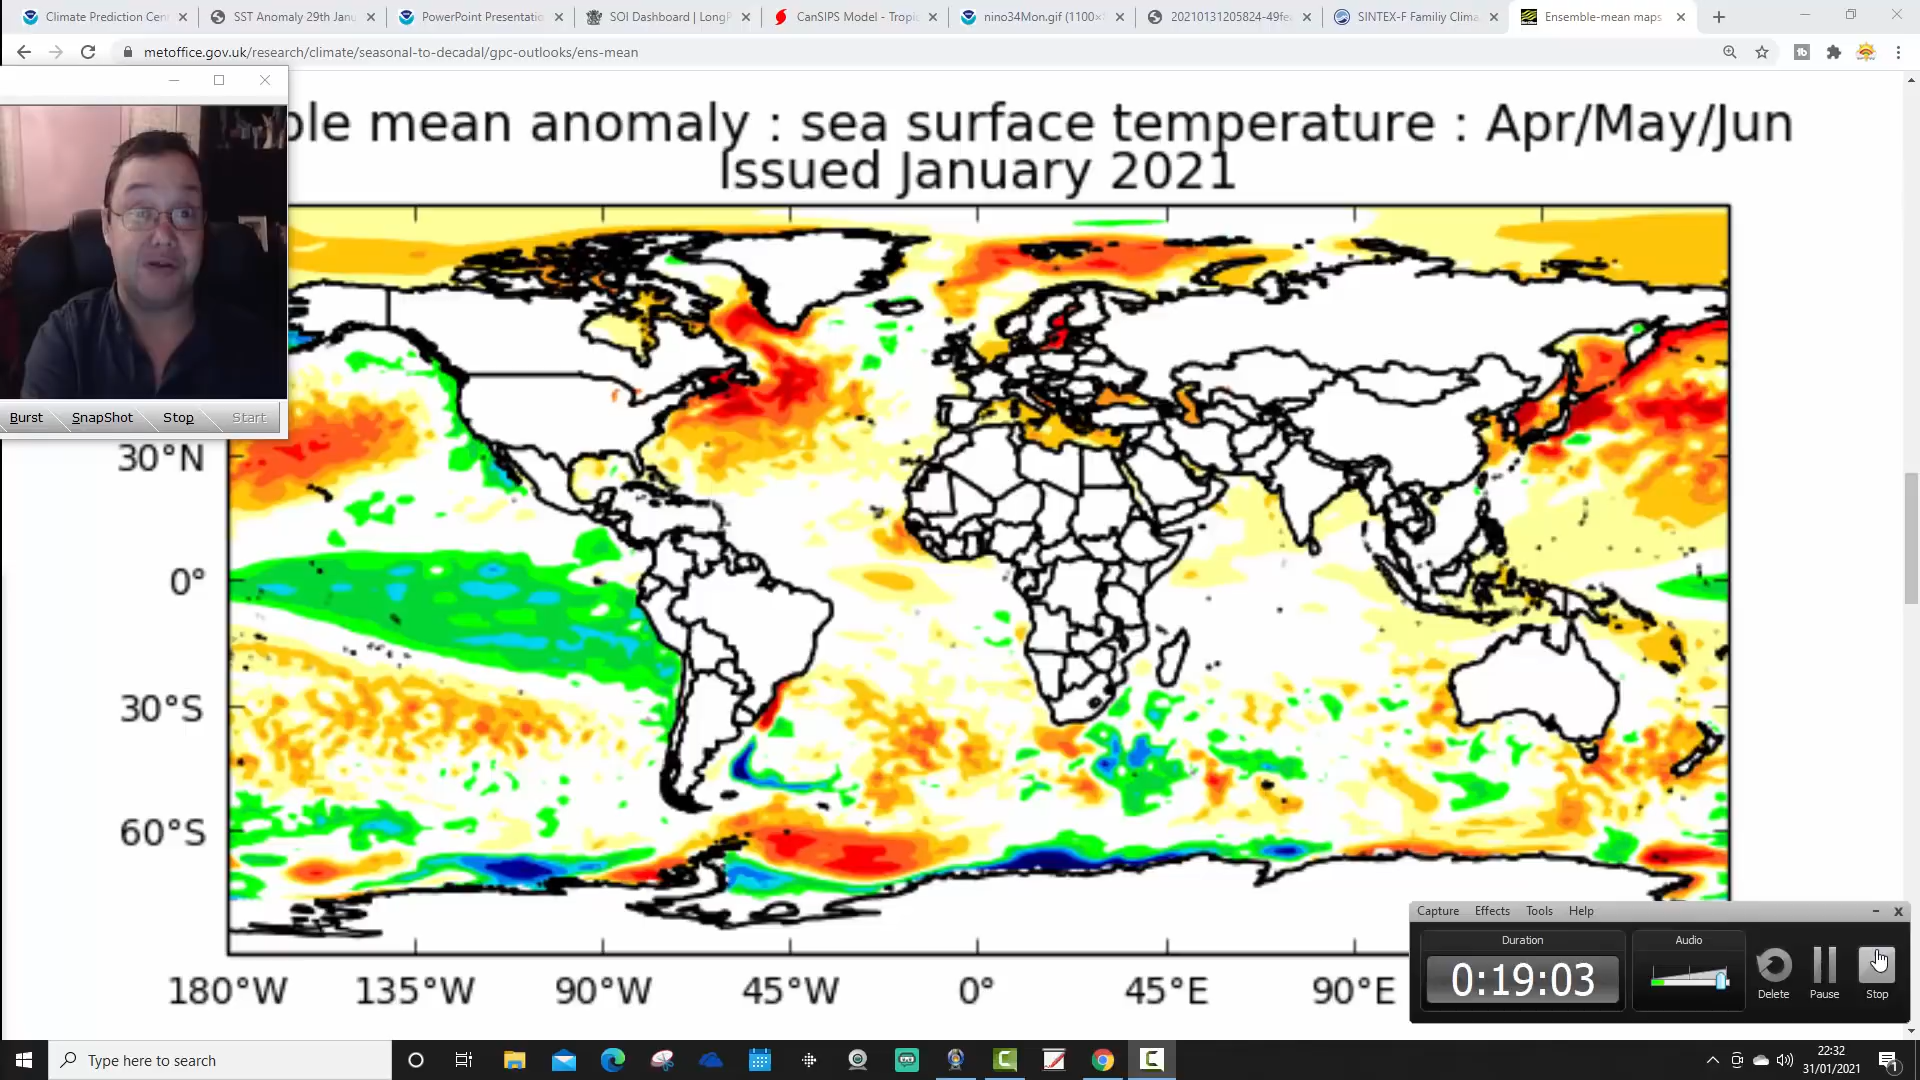 Climate Prediction Cen
SST Anomaly 29th Janu
PowerPoint Presentatio
SOI Dashboard | LongP
CanSIPS Model - Tropic
nino34Mon.gif (1100×
20210131205824-49fe
SINTEX-F Familiy Clima
Ensemble-mean maps
metoffice.gov.uk/research/climate/seasonal-to-decadal/gpc-outlooks/ens-mean
ble mean anomaly : sea surface temperature : Apr/May/Jun
Issued January 2021
Burst
SnapShot
Stop
Start
30°N
0°
30°S
60°S
180°W
135°W
90°W
45°W
0°
45°E
90°E
Capture
Effects
Tools
Help
Duration
Audio
0:19:03
Delete
Pause
Stop
Type here to search
22:32
31/01/2021
1